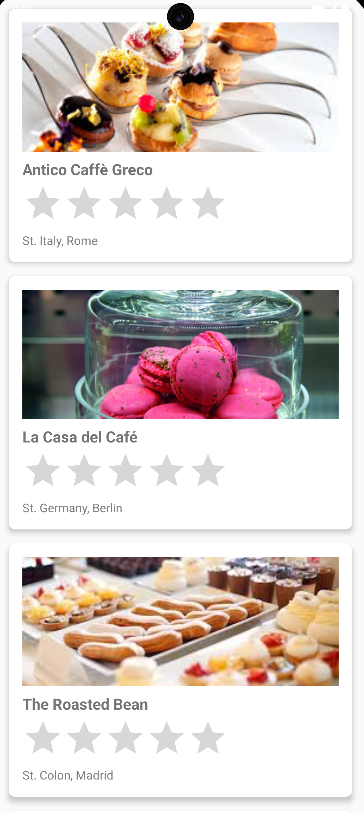 Antico Caffè Greco
St. Italy, Rome
La Casa del Café
St. Germany, Berlin
The Roasted Bean
St. Colon, Madrid